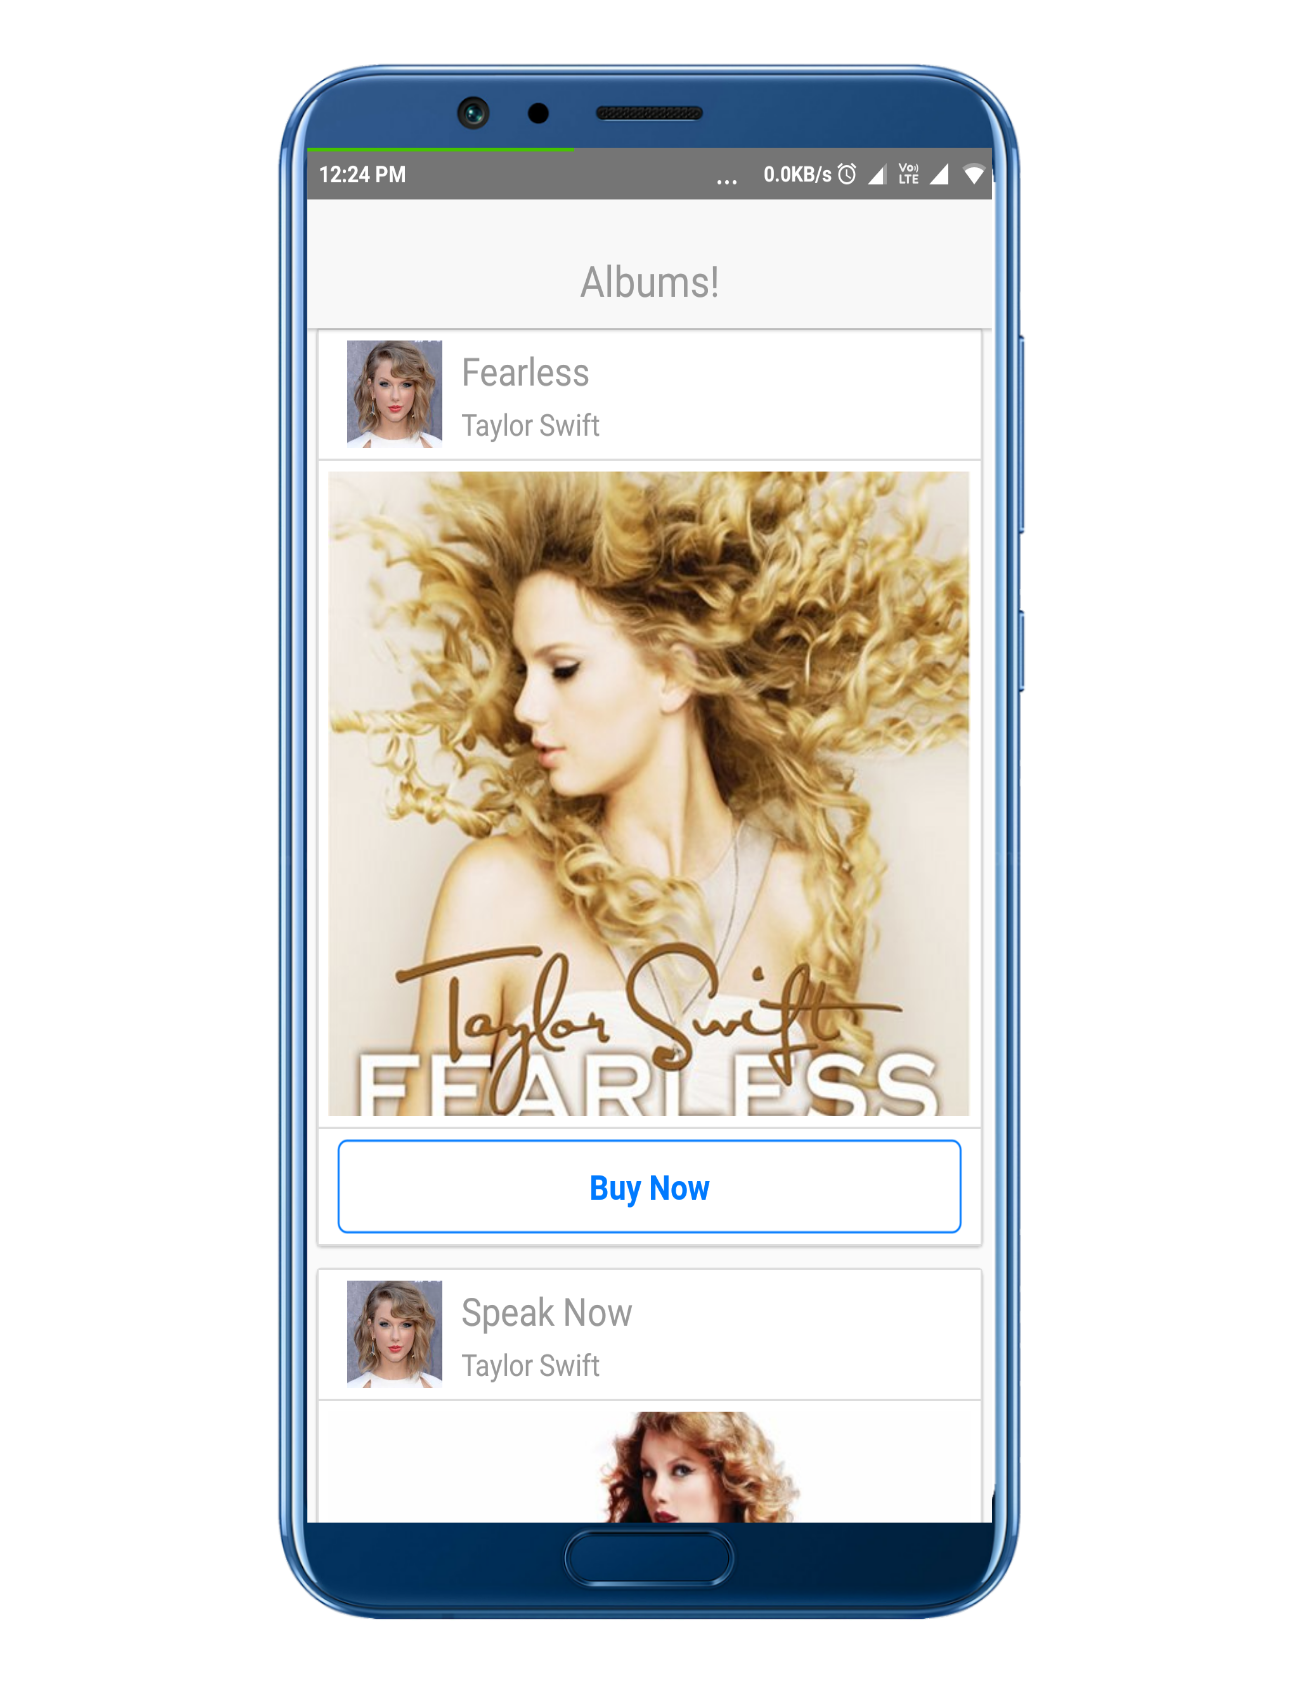 12:24 PM ... 0.0KB/s Vo)) LTE
Albums!
Fearless
Taylor Swift
Taylor Swift
FEARLESS
Buy Now
Speak Now
Taylor Swift